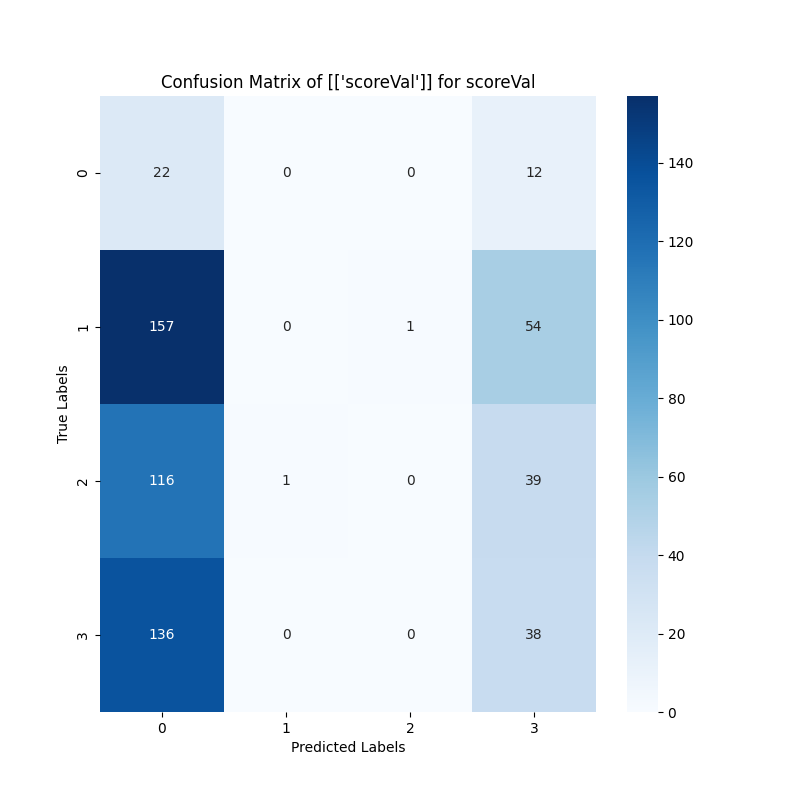 Confusion Matrix of [['scoreVal']] for scoreVal
0 22 0 0 12
1 157 0 1 54
2 116 1 0 39
3 136 0 0 38
0 1 2 3
Predicted Labels
True Labels
140
120
100
80
60
40
20
0